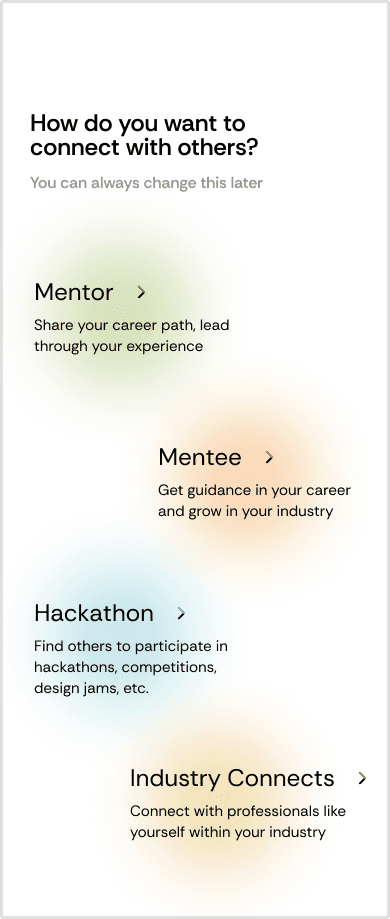 How do you want to
connect with others?
You can always change this later
Mentor
Share your career path, lead
through your experience
Mentee
Get guidance in your career
and grow in your industry
Hackathon
Find others to participate in
hackathons, competitions,
design jams, etc.
Industry Connects
Connect with professionals like
yourself within your industry